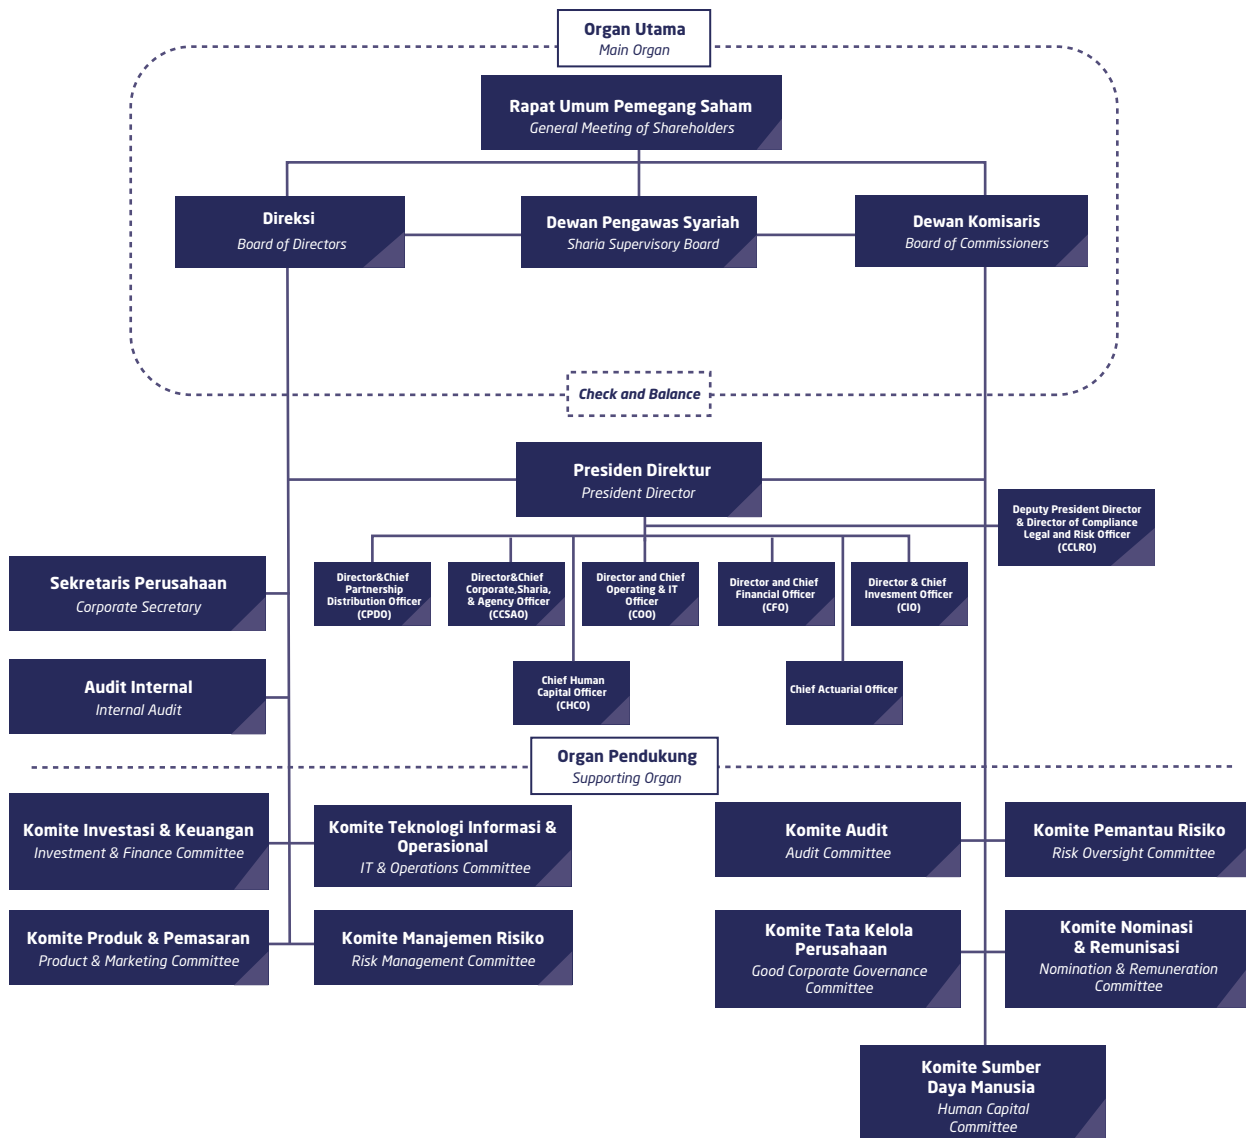 Organ Utama
Main Organ
Rapat Umum Pemegang Saham
General Meeting of Shareholders
Direksi
Board of Directors
Dewan Pengawas Syariah
Sharia Supervisory Board
Dewan Komisaris
Board of Commissioners
Check and Balance
Presiden Direktur
President Director
Deputy President Director
& Director of Compliance
Legal and Risk Officer
(CCLRO)
Sekretaris Perusahaan
Corporate Secretary
Director&Chief
Partnership
Distribution Officer
(CPDO)
Director&Chief
Corporate,Sharia,
& Agency Officer
(CCSAO)
Director and Chief
Operating & IT
Officer
(COO)
Director and Chief
Financial Officer
(CFO)
Director & Chief
Invesment Officer
(CIO)
Audit Internal
Internal Audit
Chief Human
Capital Officer
(CHCO)
Chief Actuarial Officer
Organ Pendukung
Supporting Organ
Komite Investasi & Keuangan
Investment & Finance Committee
Komite Teknologi Informasi &
Operasional
IT & Operations Committee
Komite Audit
Audit Committee
Komite Pemantau Risiko
Risk Oversight Committee
Komite Produk & Pemasaran
Product & Marketing Committee
Komite Manajemen Risiko
Risk Management Committee
Komite Tata Kelola
Perusahaan
Good Corporate Governance
Committee
Komite Nominasi
& Remunisasi
Nomination & Remuneration
Committee
Komite Sumber
Daya Manusia
Human Capital
Committee